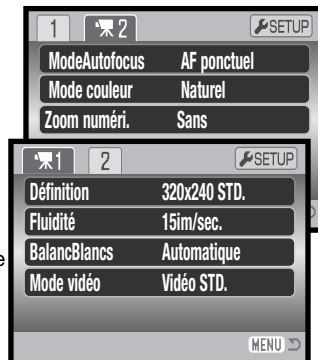 1 2 SETUP
ModeAutofocus AF ponctuel
Mode couleur Naturel
Zoom numéri. Sans
1 2 SETUP
Définition 320x240 STD.
Fluidité 15im/sec.
BalancBlancs Automatique
Mode vidéo Vidéo STD.
MENU
e